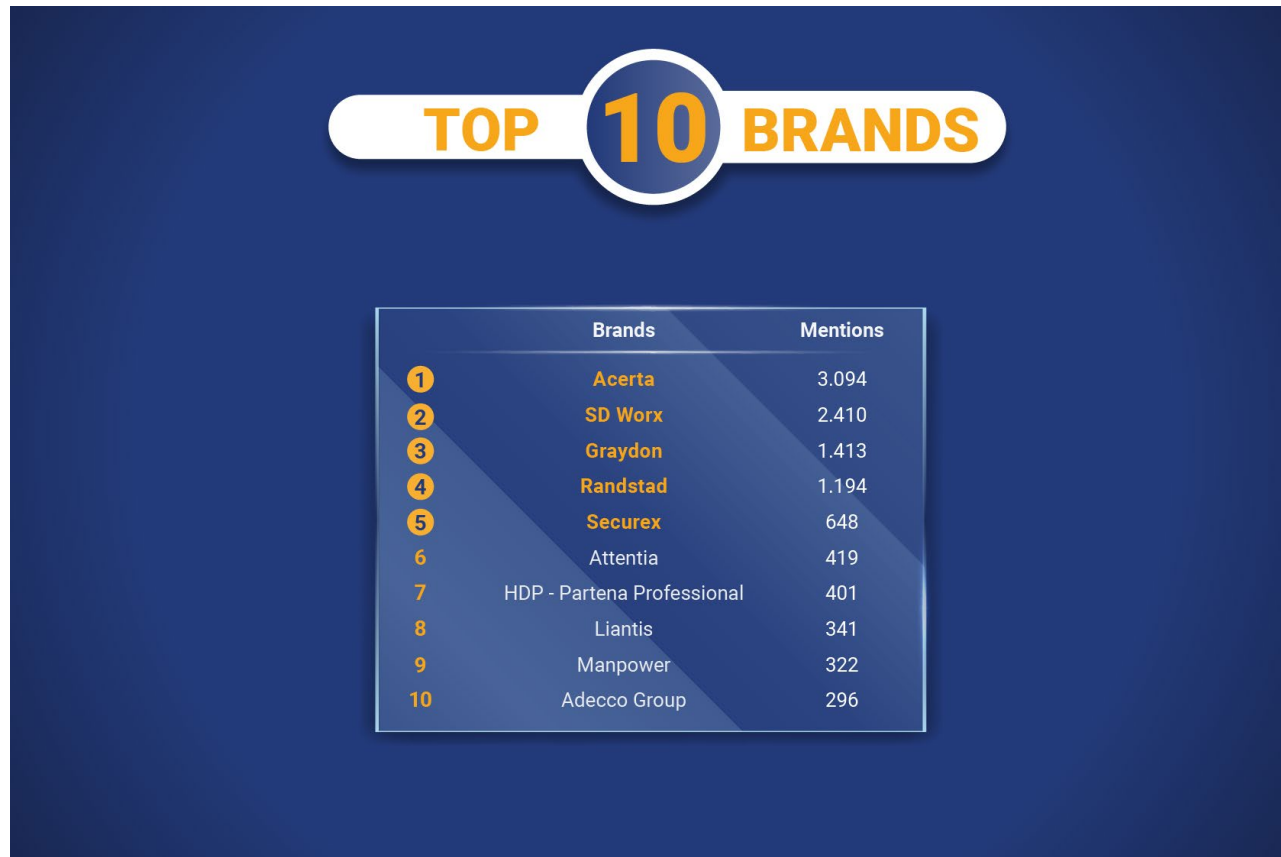 TOP 10 BRANDS
Brands Mentions
1 Acerta 3.094
2 SD Worx 2.410
3 Graydon 1.413
4 Randstad 1.194
5 Securex 648
6 Attentia 419
7 HDP - Partena Professional 401
8 Liantis 341
9 Manpower 322
10 Adecco Group 296